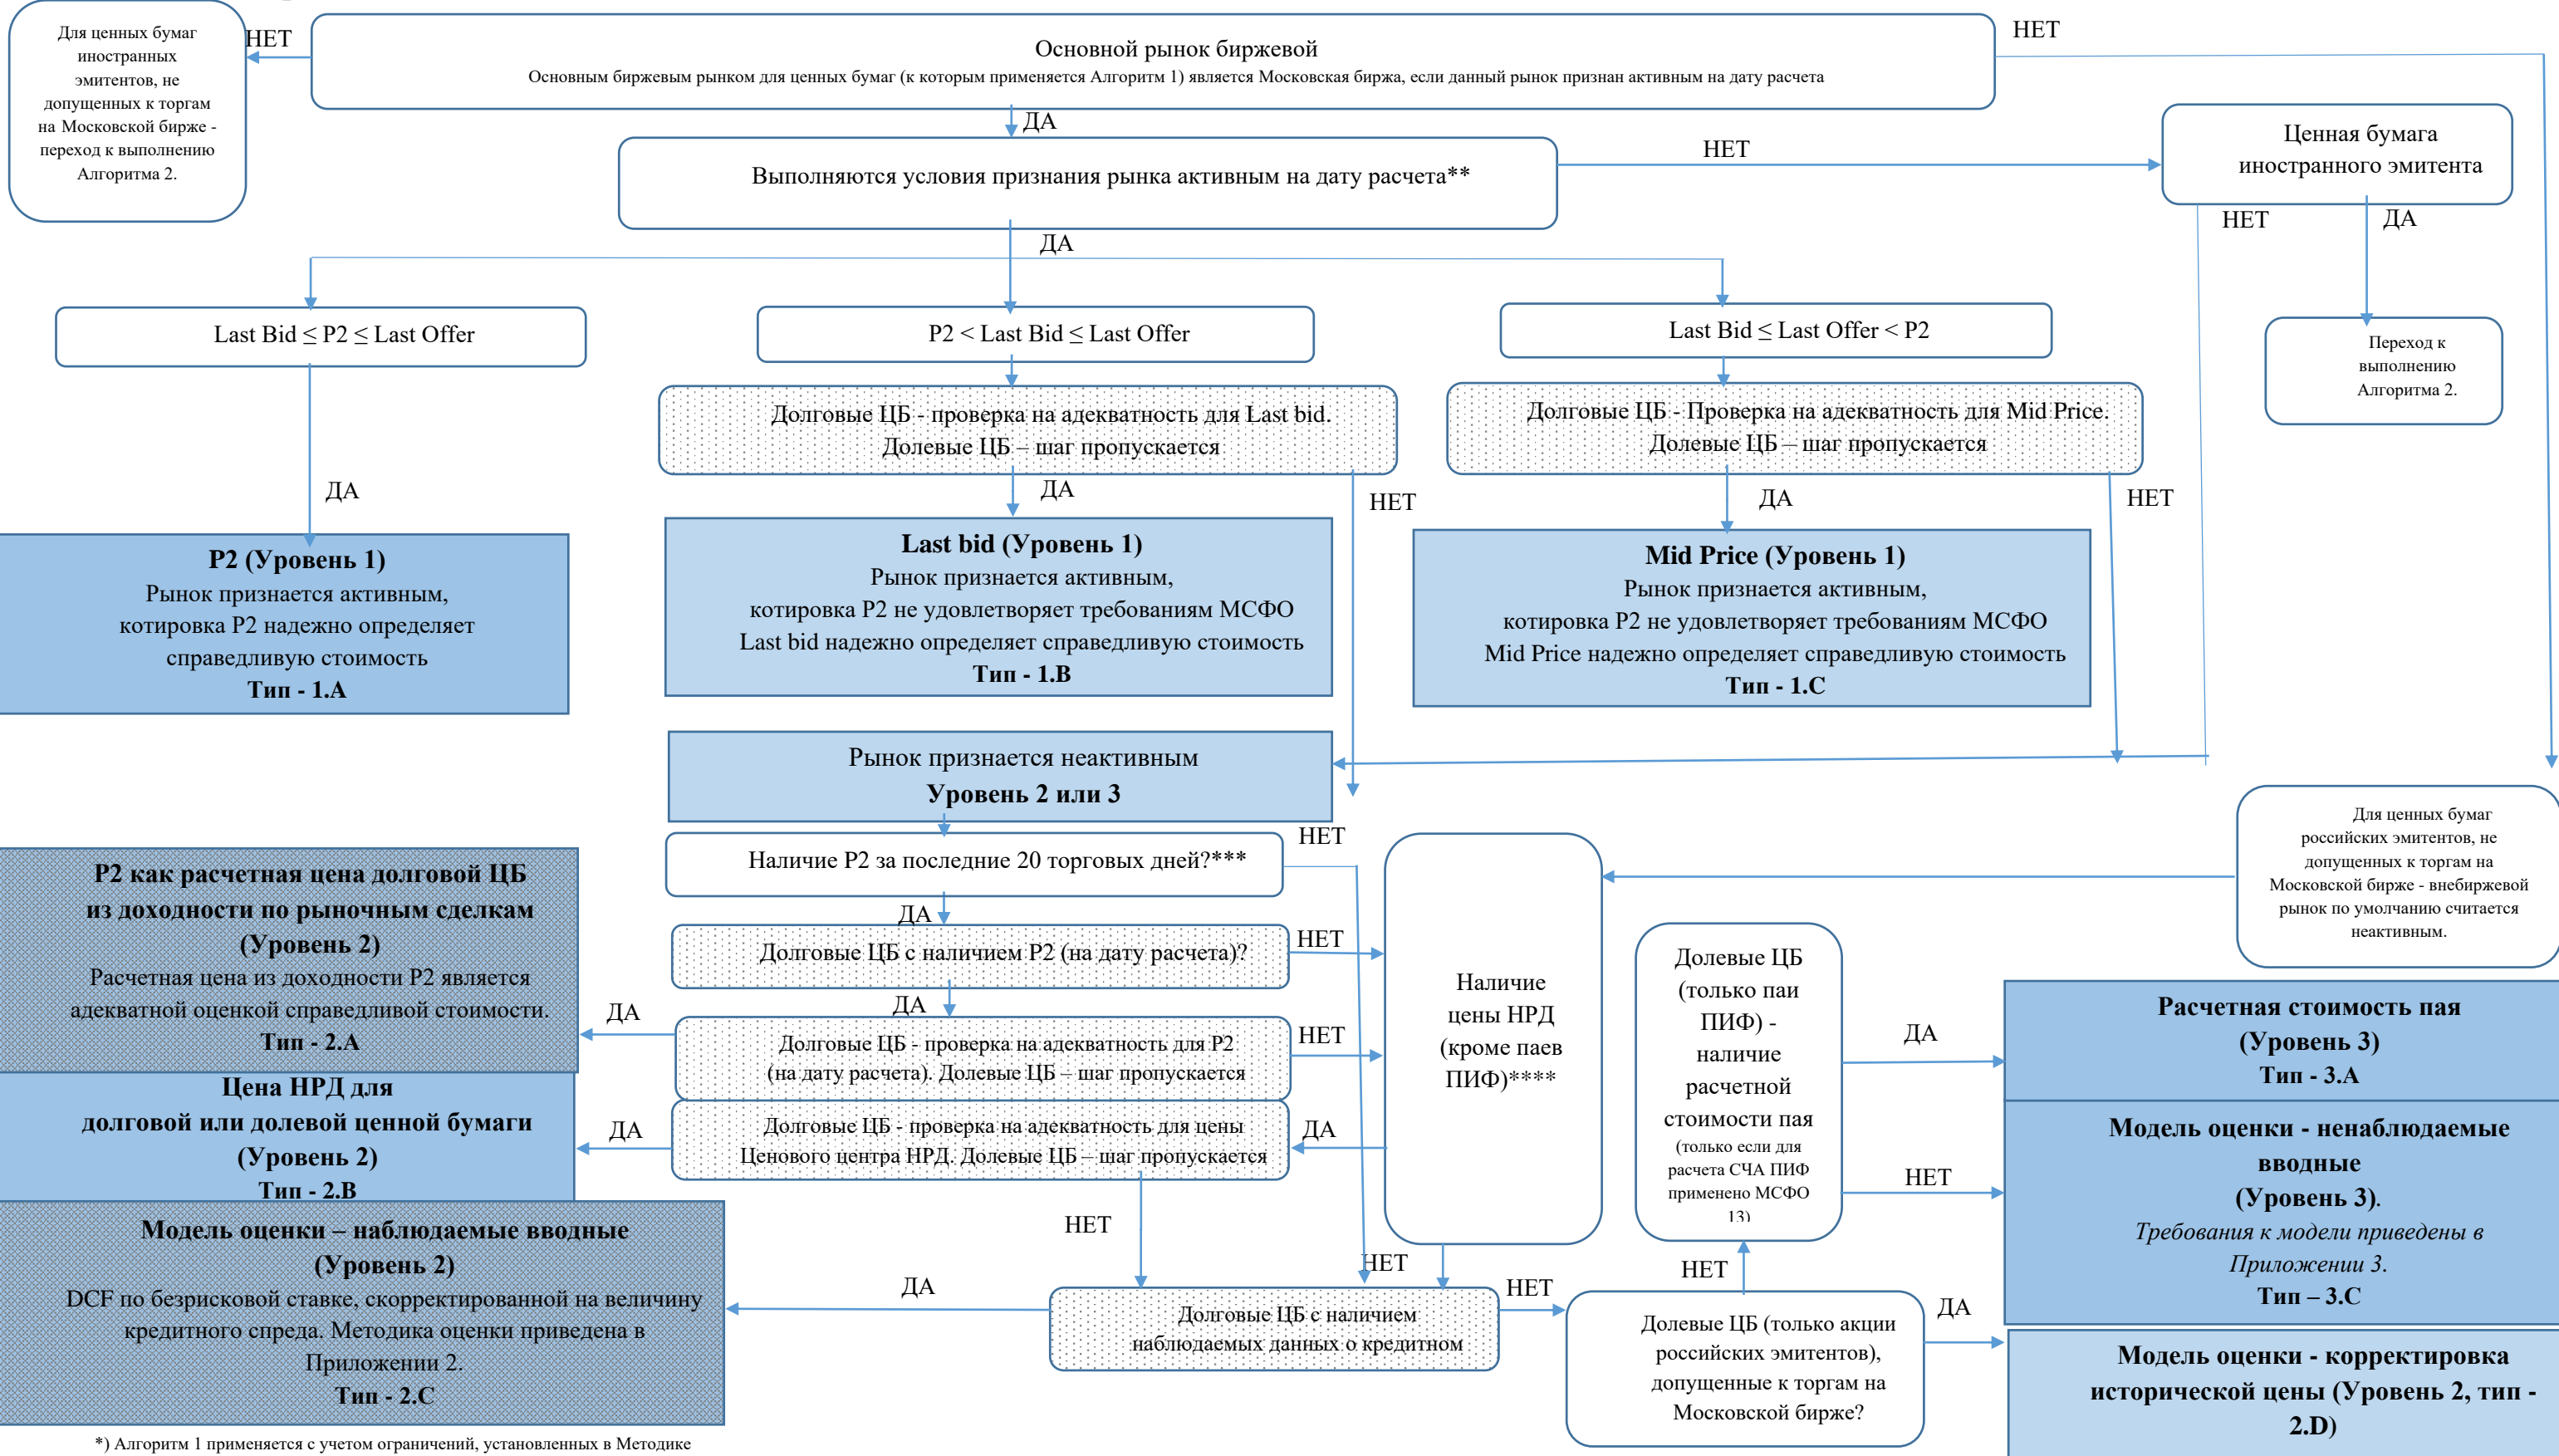 Для ценных бумаг
иностранных
эмитентов, не
допущенных к торгам
на Московской бирже -
переход к выполнению
Алгоритма 2.
НЕТ
Основной рынок биржевой
Основным биржевым рынком для ценных бумаг (к которым применяется Алгоритм 1) является Московская биржа, если данный рынок признан активным на дату расчета
НЕТ
ДА
Выполняются условия признания рынка активным на дату расчета**
НЕТ
Ценная бумага
иностранного эмитента
НЕТ
ДА
Переход к
выполнению
Алгоритма 2.
ДА
Last Bid ≤ P2 ≤ Last Offer
P2 < Last Bid ≤ Last Offer
Last Bid ≤ Last Offer < P2
Долговые ЦБ - проверка на адекватность для Last bid.
Долевые ЦБ – шаг пропускается
Долговые ЦБ - Проверка на адекватность для Mid Price.
Долевые ЦБ – шаг пропускается
ДА
ДА
НЕТ
ДА
НЕТ
P2 (Уровень 1)
Рынок признается активным,
котировка P2 надежно определяет
справедливую стоимость
Тип - 1.A
Last bid (Уровень 1)
Рынок признается активным,
котировка P2 не удовлетворяет требованиям МСФО
Last bid надежно определяет справедливую стоимость
Тип - 1.B
Mid Price (Уровень 1)
Рынок признается активным,
котировка P2 не удовлетворяет требованиям МСФО
Mid Price надежно определяет справедливую стоимость
Тип - 1.C
Рынок признается неактивным
Уровень 2 или 3
Наличие P2 за последние 20 торговых дней?***
НЕТ
ДА
Долговые ЦБ с наличием P2 (на дату расчета)?
НЕТ
ДА
Долговые ЦБ - проверка на адекватность для P2
(на дату расчета). Долевые ЦБ – шаг пропускается
НЕТ
ДА
Долговые ЦБ - проверка на адекватность для цены
Ценового центра НРД. Долевые ЦБ – шаг пропускается
ДА
ДА
НЕТ
P2 как расчетная цена долговой ЦБ
из доходности по рыночным сделкам
(Уровень 2)
Расчетная цена из доходности P2 является
адекватной оценкой справедливой стоимости.
Тип - 2.A
Цена НРД для
долговой или долевой ценной бумаги
(Уровень 2)
Тип - 2.B
Модель оценки – наблюдаемые вводные
(Уровень 2)
DCF по безрисковой ставке, скорректированной на величину
кредитного спреда. Методика оценки приведена в
Приложении 2.
Тип - 2.C
ДА
Наличие
цены НРД
(кроме паев
ПИФ)****
НЕТ
Долговые ЦБ с наличием
наблюдаемых данных о кредитном
НЕТ
Для ценных бумаг
российских эмитентов, не
допущенных к торгам на
Московской бирже - внебиржевой
рынок по умолчанию считается
неактивным.
Долевые ЦБ
(только паи
ПИФ) -
наличие
расчетной
стоимости пая
(только если для
расчета СЧА ПИФ
применено МСФО
13)
ДА
НЕТ
НЕТ
Долевые ЦБ (только акции
российских эмитентов),
допущенные к торгам на
Московской бирже?
ДА
Расчетная стоимость пая
(Уровень 3)
Тип - 3.A
Модель оценки - ненаблюдаемые
вводные
(Уровень 3).
Требования к модели приведены в
Приложении 3.
Тип – 3.C
Модель оценки - корректировка
исторической цены (Уровень 2, тип -
2.D)
*) Алгоритм 1 применяется с учетом ограничений, установленных в Методике